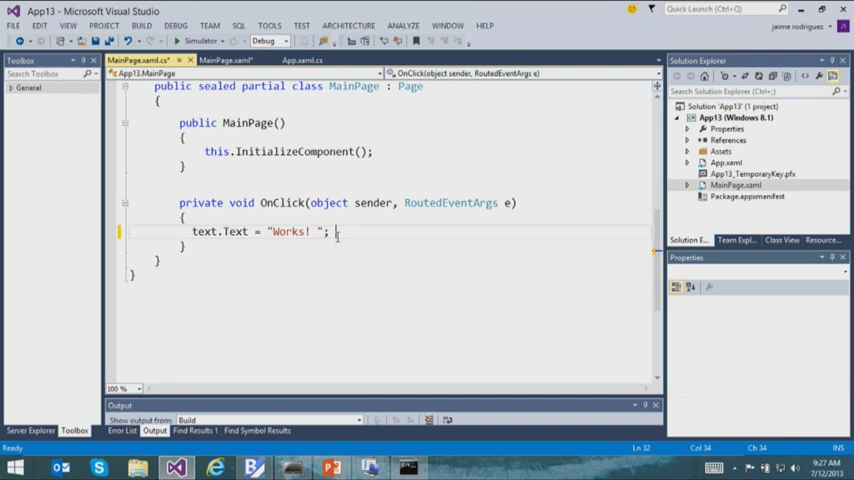 App13 - Microsoft Visual Studio
Quick Launch (Ctrl+Q)
FILE EDIT VIEW PROJECT BUILD DEBUG TEAM SQL TOOLS TEST ARCHITECTURE ANALYZE WINDOW HELP
jaime rodriguez
Simulator
Debug
Toolbox
Search Toolbox
General
MainPage.xaml.cs*
MainPage.xaml*
App.xaml.cs
App13.MainPage
OnClick(object sender, RoutedEventArgs e)
public sealed partial class MainPage : Page
{
public MainPage()
{
this.InitializeComponent();
}
private void OnClick(object sender, RoutedEventArgs e)
{
text.Text = "Works! ";
}
}
}
100 %
Solution Explorer
Search Solution Explorer (Ctrl+;)
Solution 'App13' (1 project)
App13 (Windows 8.1)
Properties
References
Assets
App.xaml
App13_TemporaryKey.pfx
MainPage.xaml
Package.appxmanifest
Solution E... Team Expl... Class View Resource...
Properties
Output
Show output from: Build
Server Explorer Toolbox
Error List Output Find Results 1 Find Symbol Results
Ready
Ln 32 Col 34 Ch 34 INS
9:27 AM
7/12/2013